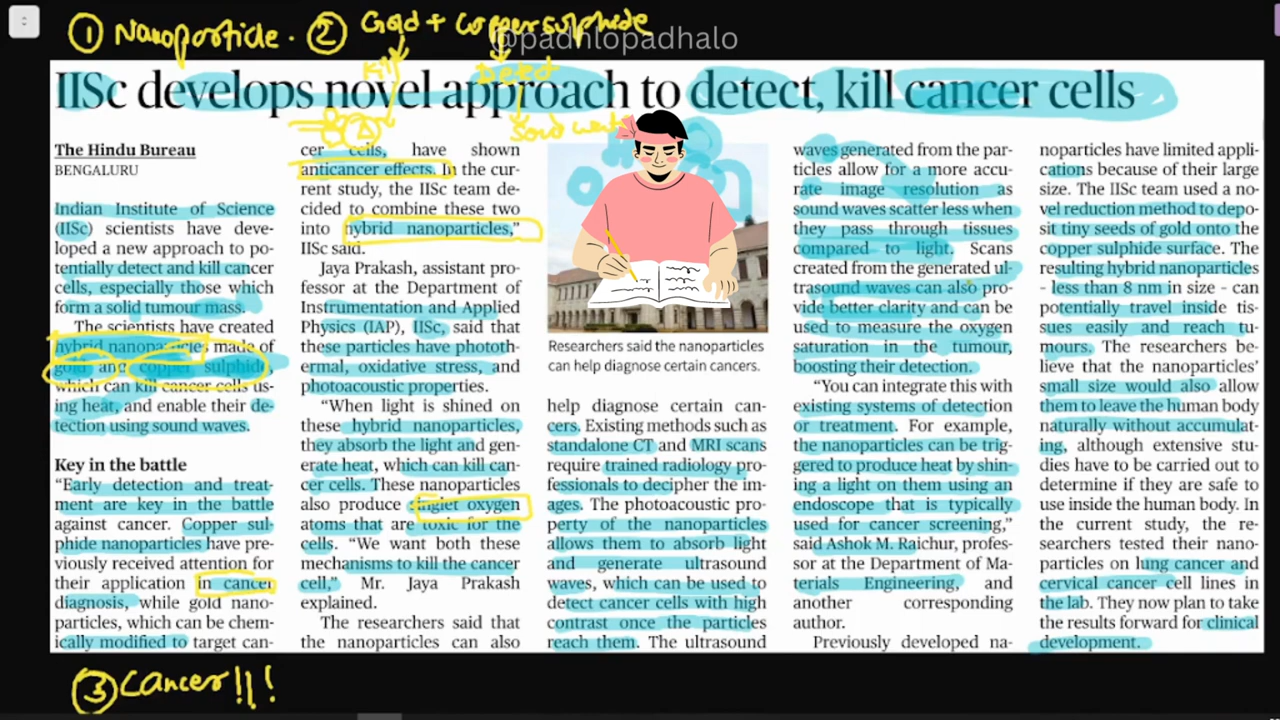 ① Nanoparticle. ② Gold + Copper sulphide
@padhlopadhalo
Kill
Detect
IISc develops novel approach to detect, kill cancer cells
Sound wave
The Hindu Bureau
BENGALURU
Indian Institute of Science
(IISc) scientists have deve-
loped a new approach to po-
tentially detect and kill cancer
cells, especially those which
form a solid tumour mass.
The scientists have created
hybrid nanoparticles made of
gold and copper sulphide
which can kill cancer cells us-
ing heat, and enable their de-
tection using sound waves.
Key in the battle
“Early detection and treat-
ment are key in the battle
against cancer. Copper sul-
phide nanoparticles have pre-
viously received attention for
their application in cancer
diagnosis, while gold nano-
particles, which can be chem-
ically modified to target can-
cer cells, have shown
anticancer effects. In the cur-
rent study, the IISc team de-
cided to combine these two
into hybrid nanoparticles,”
IISc said.
Jaya Prakash, assistant pro-
fessor at the Department of
Instrumentation and Applied
Physics (IAP), IISc, said that
these particles have phototh-
ermal, oxidative stress, and
photoacoustic properties.
“When light is shined on
these hybrid nanoparticles,
they absorb the light and gen-
erate heat, which can kill can-
cer cells. These nanoparticles
also produce singlet oxygen
atoms that are toxic for the
cells. “We want both these
mechanisms to kill the cancer
cell,” Mr. Jaya Prakash
explained.
The researchers said that
the nanoparticles can also
Researchers said the nanoparticles
can help diagnose certain cancers.
help diagnose certain can-
cers. Existing methods such as
standalone CT and MRI scans
require trained radiology pro-
fessionals to decipher the im-
ages. The photoacoustic pro-
perty of the nanoparticles
allows them to absorb light
and generate ultrasound
waves, which can be used to
detect cancer cells with high
contrast once the particles
reach them. The ultrasound
waves generated from the par-
ticles allow for a more accu-
rate image resolution as
sound waves scatter less when
they pass through tissues
compared to light. Scans
created from the generated ul-
trasound waves can also pro-
vide better clarity and can be
used to measure the oxygen
saturation in the tumour,
boosting their detection.
“You can integrate this with
existing systems of detection
or treatment. For example,
the nanoparticles can be trig-
gered to produce heat by shin-
ing a light on them using an
endoscope that is typically
used for cancer screening,”
said Ashok M. Raichur, profes-
sor at the Department of Ma-
terials Engineering, and
another corresponding
author.
Previously developed na-
noparticles have limited appli-
cations because of their large
size. The IISc team used a no-
vel reduction method to depo-
sit tiny seeds of gold onto the
copper sulphide surface. The
resulting hybrid nanoparticles
- less than 8 nm in size - can
potentially travel inside tis-
sues easily and reach tu-
mours. The researchers be-
lieve that the nanoparticles’
small size would also allow
them to leave the human body
naturally without accumulat-
ing, although extensive stu-
dies have to be carried out to
determine if they are safe to
use inside the human body. In
the current study, the re-
searchers tested their nano-
particles on lung cancer and
cervical cancer cell lines in
the lab. They now plan to take
the results forward for clinical
development.
③ Cancer!!!